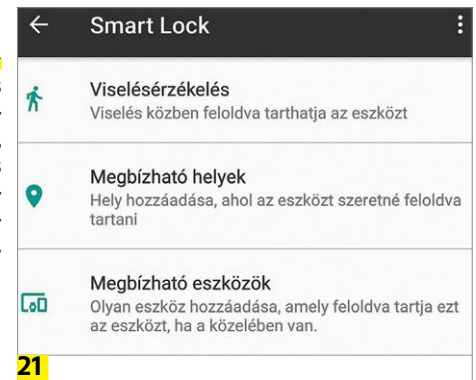 Smart Lock
Viselésérzékelés
Viselés közben feloldva tarthatja az eszközt
Megbízható helyek
Hely hozzáadása, ahol az eszközt szeretné feloldva
tartani
Megbízható eszközök
Olyan eszköz hozzáadása, amely feloldva tartja ezt
az eszközt, ha a közelében van.
21